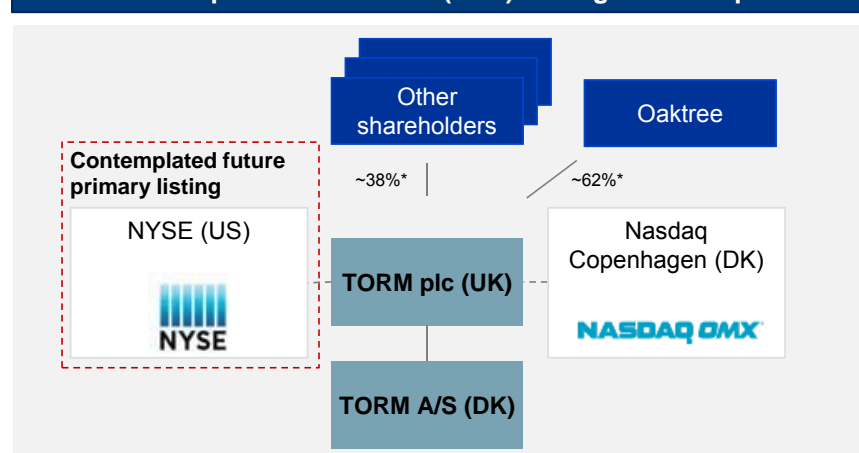 Other
shareholders
Oaktree
Contemplated future
primary listing
~38%*
~62%*
NYSE (US)
Nasdaq
Copenhagen (DK)
TORM plc (UK)
NYSE
NASDAQ OMX
TORM A/S (DK)